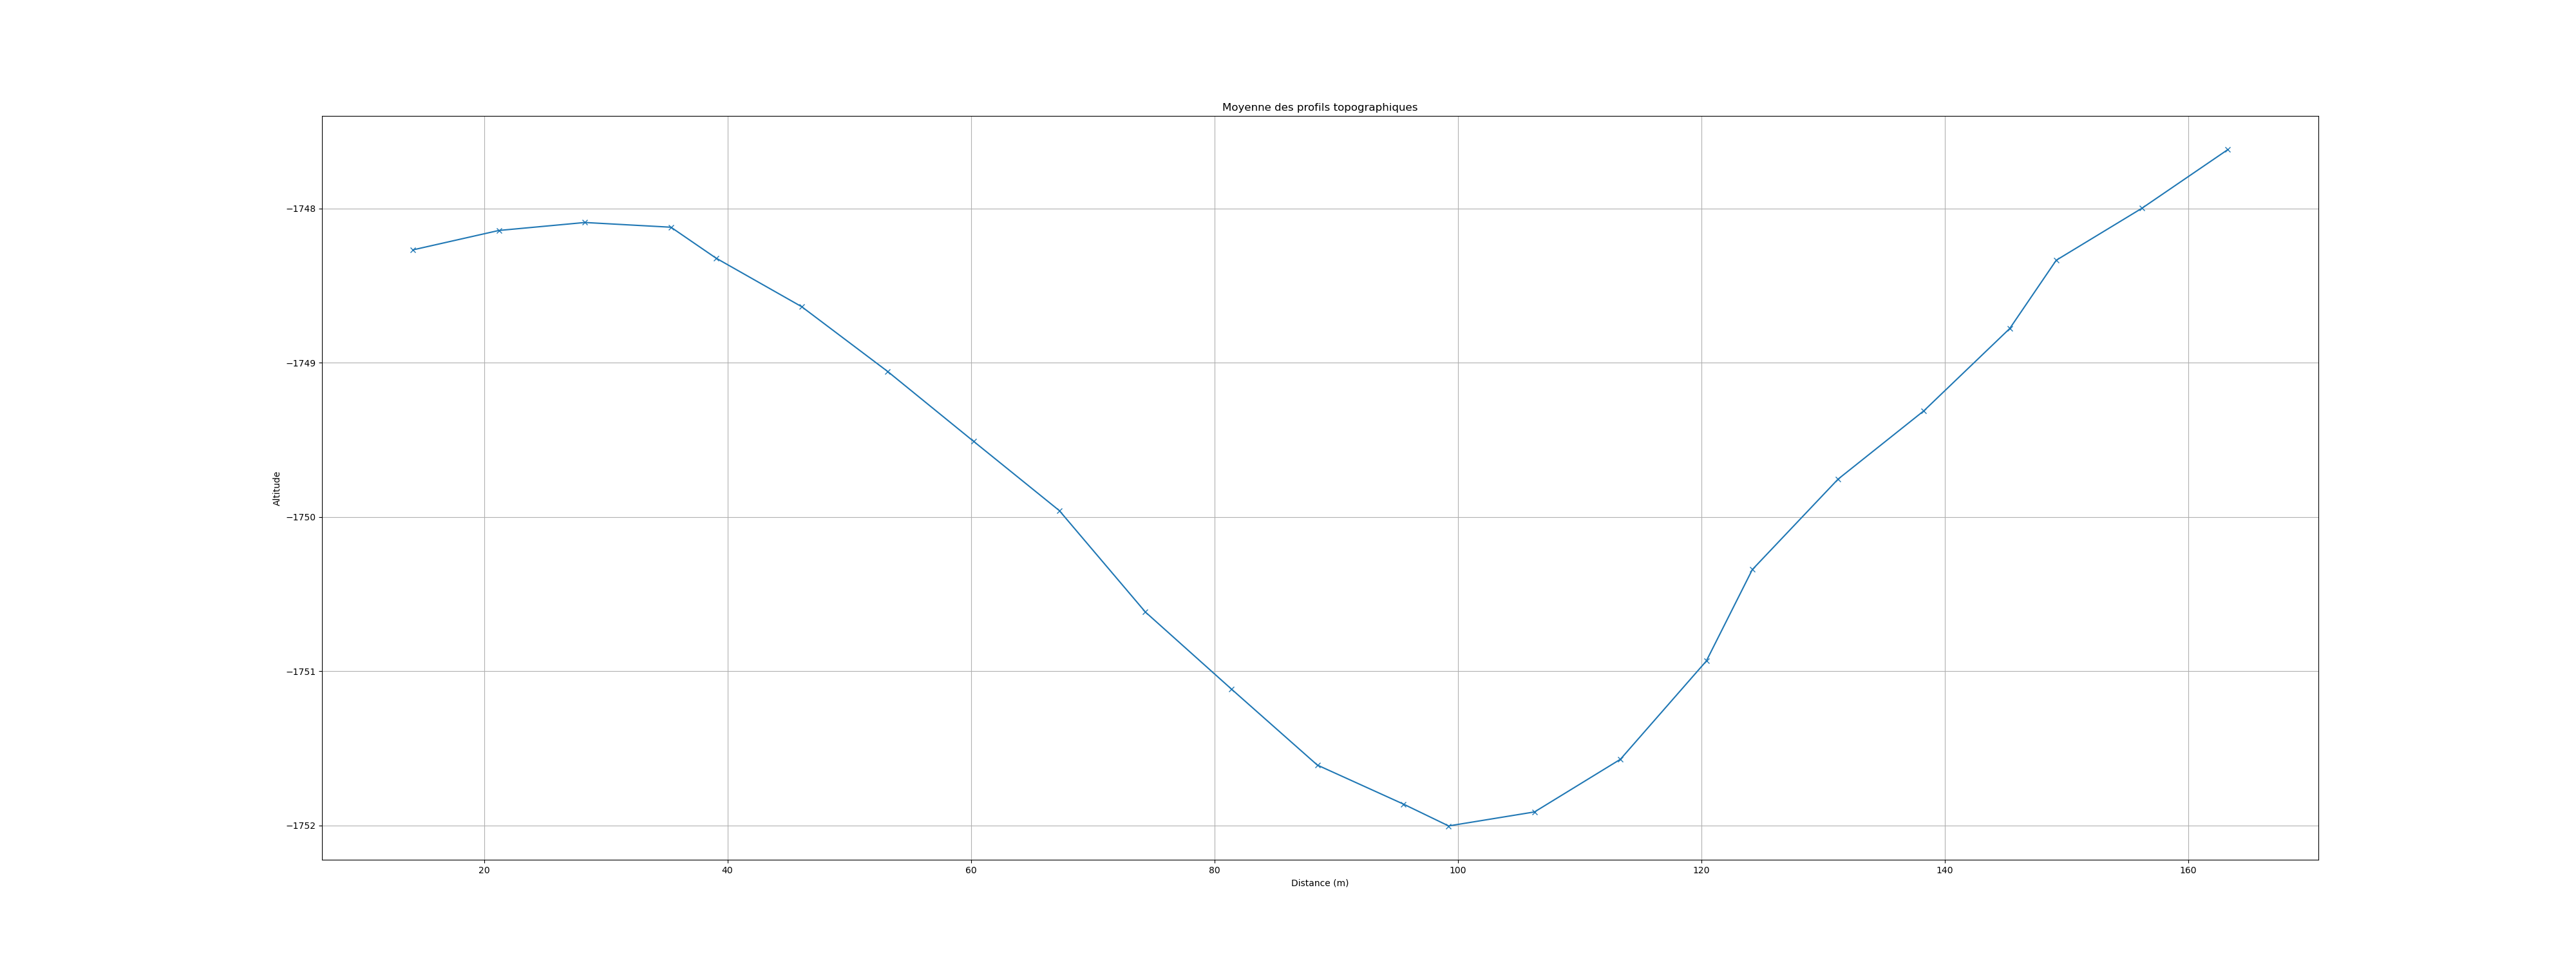 Moyenne des profils topographiques
Altitude
−1748
−1749
−1750
−1751
−1752
20 40 60 80 100 120 140 160
Distance (m)